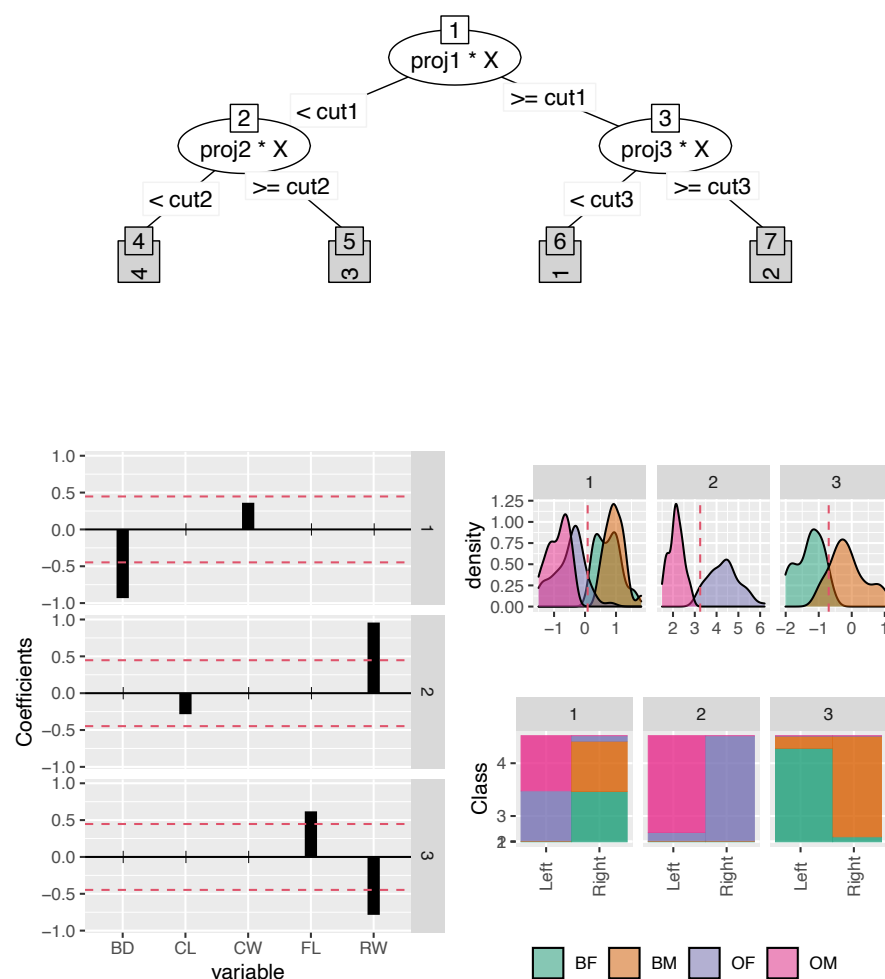 1
proj1 * X
< cut1
>= cut1
2
proj2 * X
3
proj3 * X
< cut2
>= cut2
< cut3
>= cut3
4
5
6
7
4
3
1
2
Coefficients
1.0
0.5
0.0
−0.5
−1.0
1
1.0
0.5
0.0
−0.5
−1.0
2
1.0
0.5
0.0
−0.5
−1.0
3
BD CL CW FL RW
variable
1 2 3
density
1.25
1.00
0.75
0.50
0.25
0.00
−1 0 1 2 3 4 5 6 −2 −1 0 1
1 2 3
Class
4
3
2
1
Left Right Left Right Left Right
BF BM OF OM